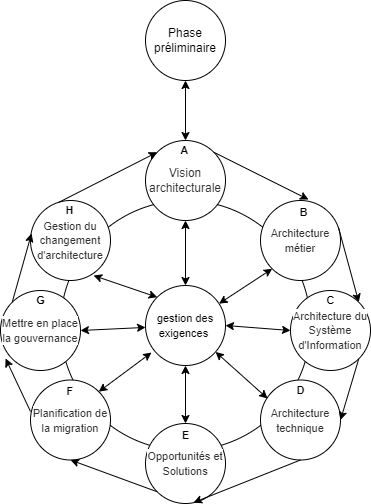 Phase
préliminaire
A
Vision
architecturale
H
Gestion du
changement
d'architecture
B
Architecture
métier
G
Mettre en place
la gouvernance
gestion des
exigences
C
Architecture du
Système
d'Information
F
Planification de
la migration
D
Architecture
technique
E
Opportunités et
Solutions